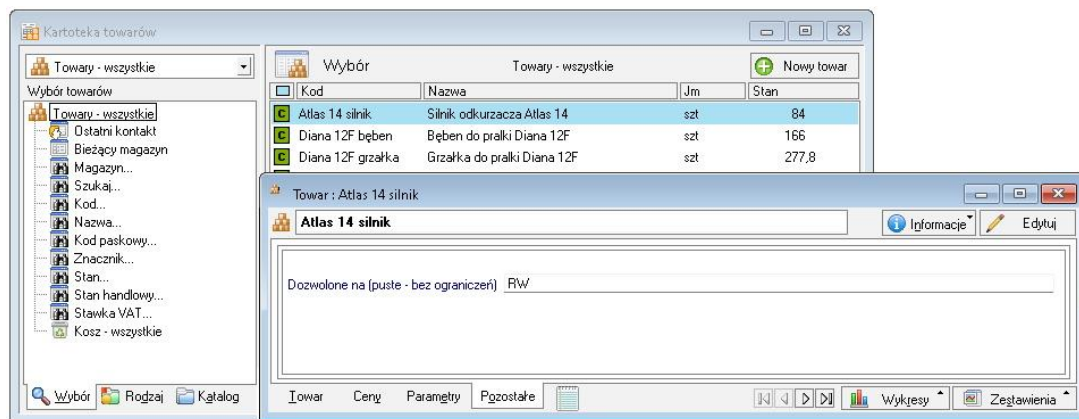 Kartoteka towarów
Towary - wszystkie
Wybór towarów
Towary - wszystkie
Ostatni kontakt
Bieżący magazyn
Magazyn...
Szukaj...
Kod...
Nazwa...
Kod paskowy...
Znacznik...
Stan...
Stan handlowy...
Stawka VAT...
Kosz - wszystkie
Wybór Rodzaj Katalog
Wybór Towary - wszystkie Nowy towar
Kod Nazwa Jm Stan
C Atlas 14 silnik Silnik odkurzacza Atlas 14 szt 84
C Diana 12F bęben Bęben do pralki Diana 12F szt 166
C Diana 12F grzałka Grzałka do pralki Diana 12F szt 277,8
Towar : Atlas 14 silnik
Atlas 14 silnik Informacje Edytuj
Dozwolone na (puste - bez ograniczeń) RW
Towar Ceny Parametry Pozostałe Wykresy Zestawienia